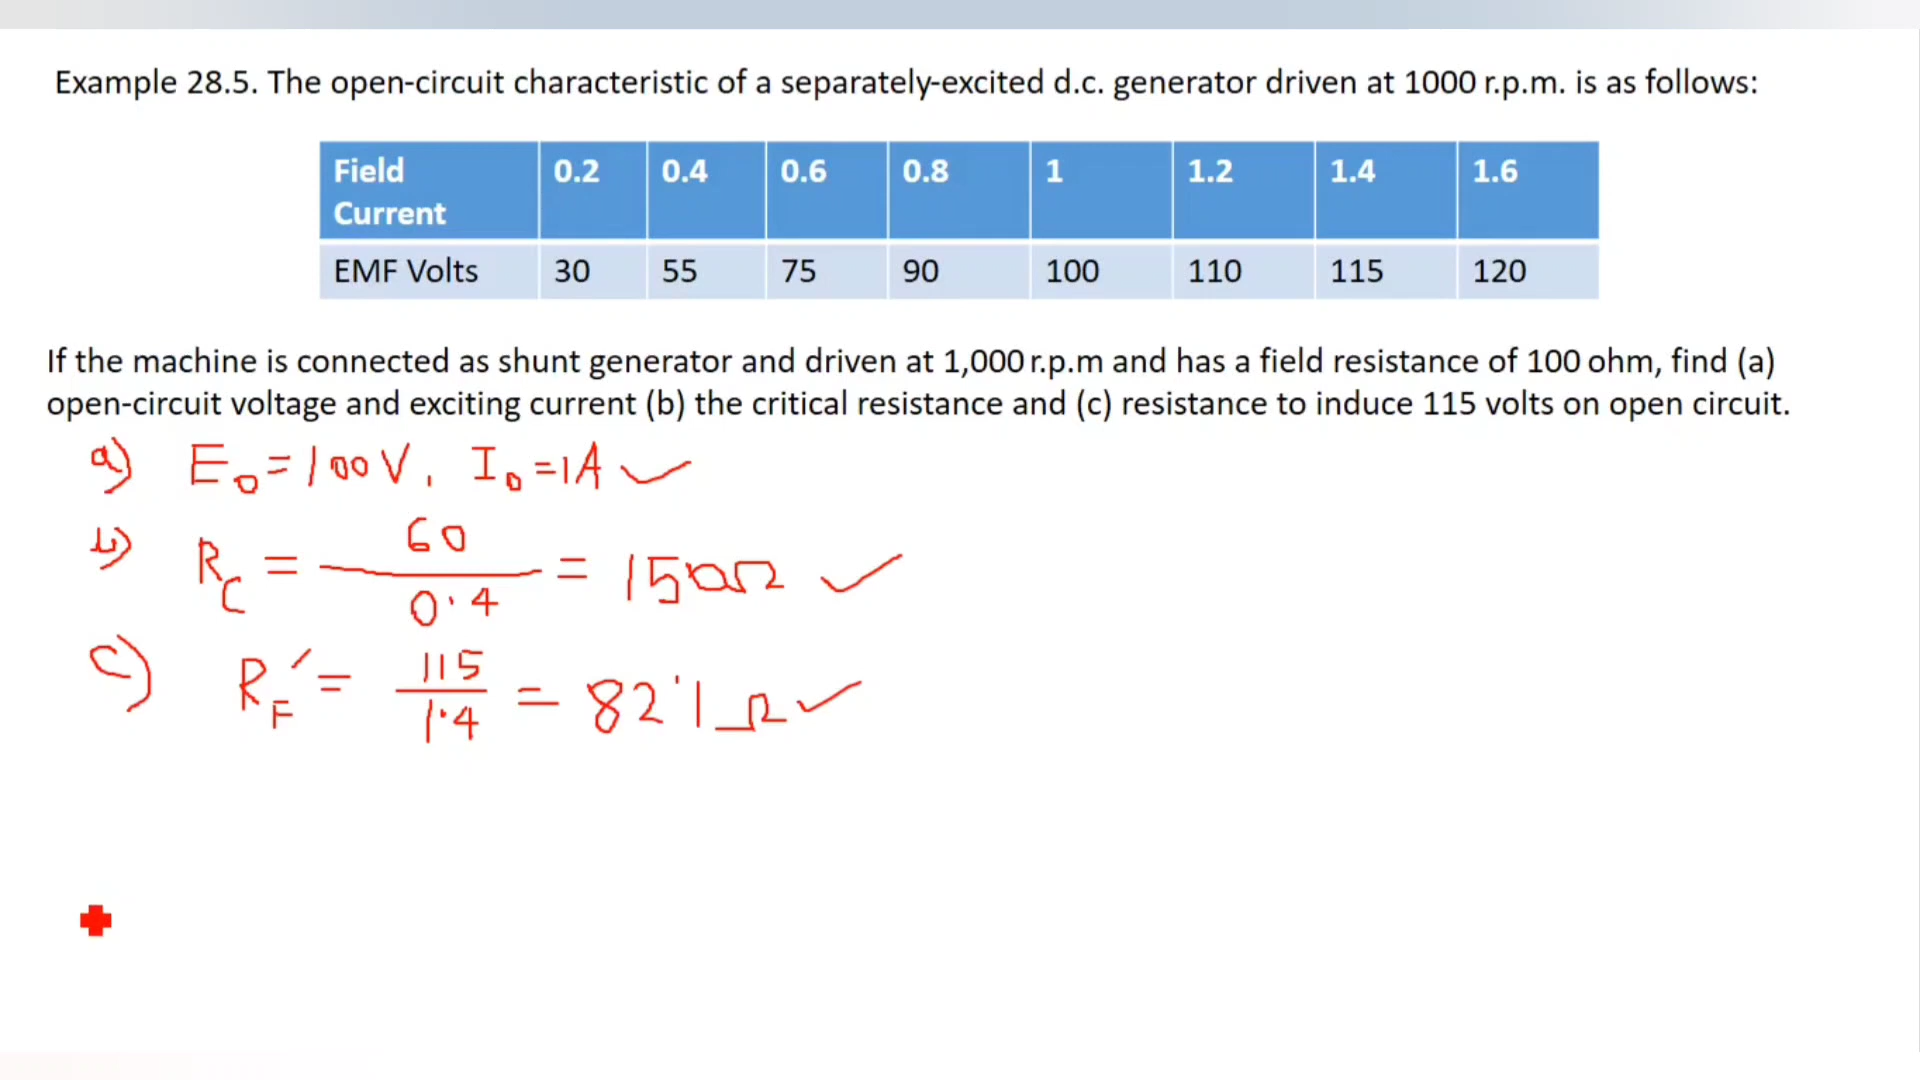 Example 28.5. The open-circuit characteristic of a separately-excited d.c. generator driven at 1000 r.p.m. is as follows:
Field Current 0.2 0.4 0.6 0.8 1 1.2 1.4 1.6
EMF Volts 30 55 75 90 100 110 115 120
If the machine is connected as shunt generator and driven at 1,000 r.p.m and has a field resistance of 100 ohm, find (a)
open-circuit voltage and exciting current (b) the critical resistance and (c) resistance to induce 115 volts on open circuit.
a) E₀ = 100 V, I₀ = 1A ✓
b) R_C = 60 / 0.4 = 150Ω ✓
c) R_F′ = 115 / 1.4 = 82.1 Ω ✓